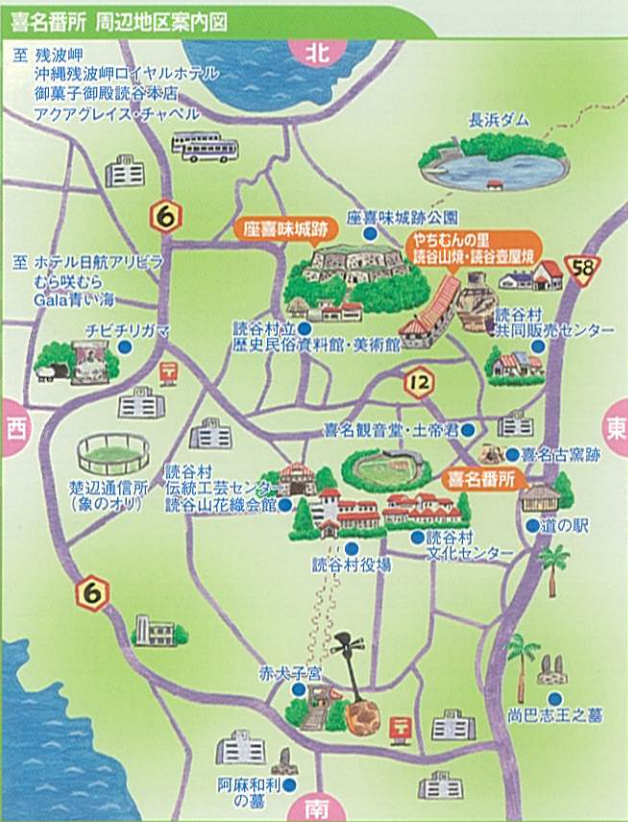 喜名番所 周辺地区案内図
北
至 残波岬
沖縄残波岬ロイヤルホテル
御菓子御殿読谷本店
アクアグレイス・チャペル
長浜ダム
6
座喜味城跡公園
座喜味城跡
やちむんの里
読谷山焼・読谷壺屋焼
58
至 ホテル日航アリビラ
むら咲むら
Gala青い海
読谷村
共同販売センター
チビチリガマ
読谷村立
歴史民俗資料館・美術館
12
西
東
喜名観音堂・土帝君
喜名古窯跡
喜名番所
楚辺通信所
(象のオリ)
読谷村
伝統工芸センター
読谷山花織会館
道の駅
読谷村
文化センター
読谷村役場
6
赤犬子宮
尚巴志王之墓
阿麻和利
の墓
南